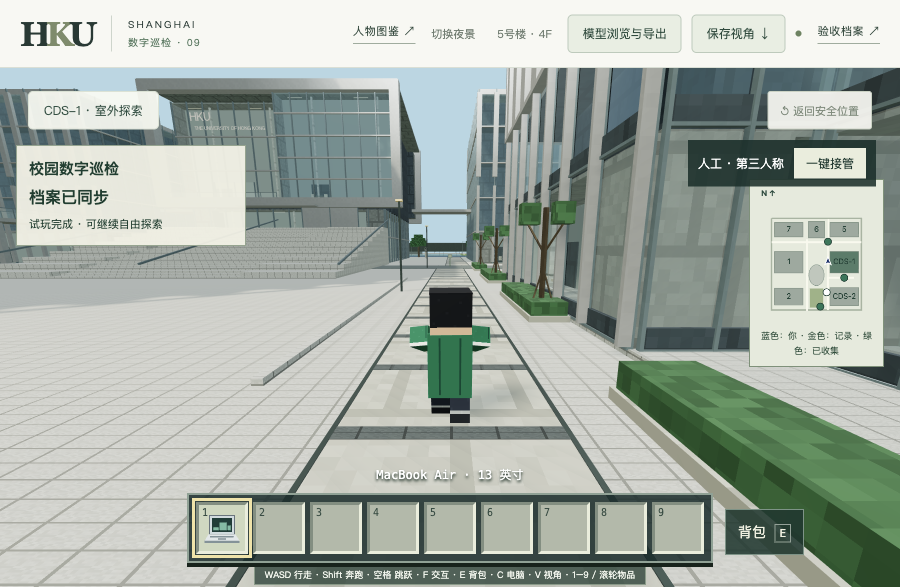 HKU
SHANGHAI
数字巡检 · 09
人物图鉴 ↗
切换夜景
5号楼 · 4F
模型浏览与导出
保存视角 ↓
验收档案 ↗
CDS–1 · 室外探索
返回安全位置
校园数字巡检
档案已同步
试玩完成 · 可继续自由探索
HKU
人工 · 第三人称
一键接管
N↑
7 6 5
1 CDS-1
2 CDS-2
蓝色：你 · 金色：记录 · 绿
色：已收集
MacBook Air · 13 英寸
1 2 3 4 5 6 7 8 9
背包 E
WASD 行走 · Shift 奔跑 · 空格 跳跃 · F 交互 · E 背包 · C 电脑 · V 视角 · 1—9 / 滚轮物品